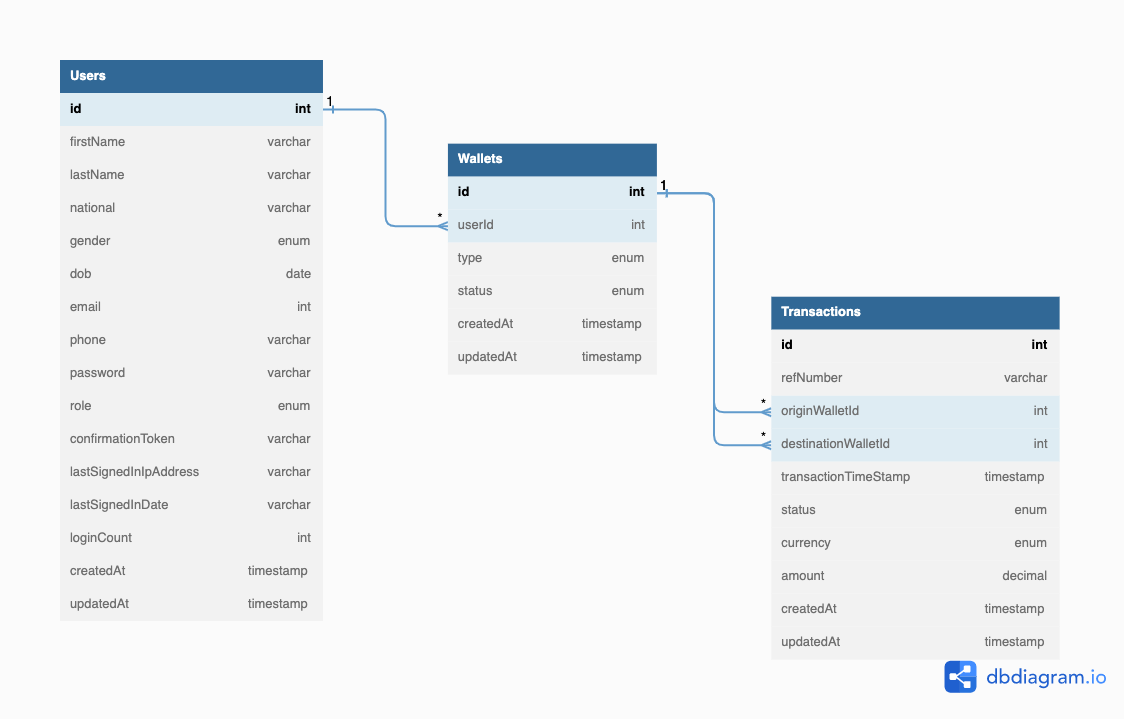 Users
id int
firstName varchar
lastName varchar
national varchar
gender enum
dob date
email int
phone varchar
password varchar
role enum
confirmationToken varchar
lastSignedInIpAddress varchar
lastSignedInDate varchar
loginCount int
createdAt timestamp
updatedAt timestamp
1
*
Wallets
id int
userId int
type enum
status enum
createdAt timestamp
updatedAt timestamp
1
*
*
Transactions
id int
refNumber varchar
originWalletId int
destinationWalletId int
transactionTimeStamp timestamp
status enum
currency enum
amount decimal
createdAt timestamp
updatedAt timestamp
dbdiagram.io